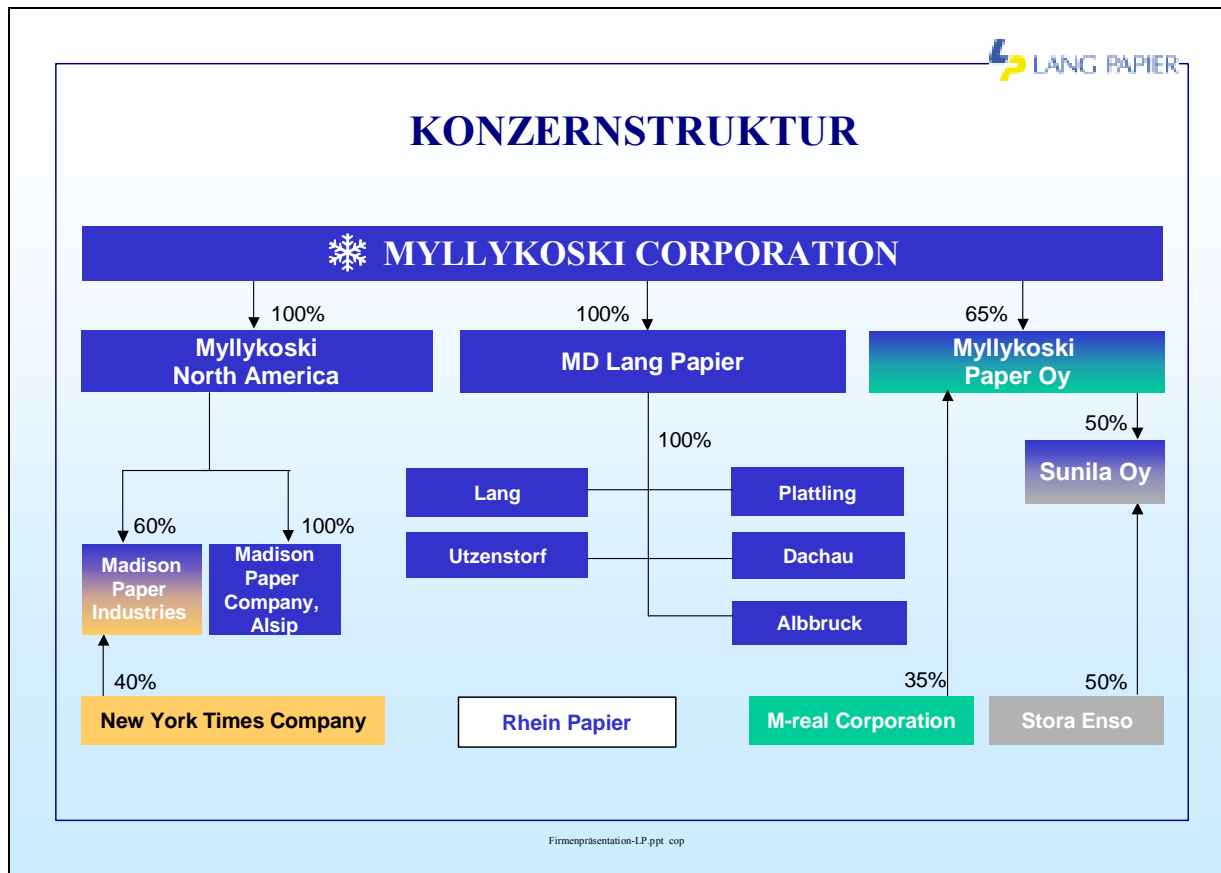 LP LANG PAPIER
KONZERNSTRUKTUR
MYLLYKOSKI CORPORATION
100%
100%
65%
Myllykoski
North America
MD Lang Papier
Myllykoski
Paper Oy
100%
50%
Sunila Oy
Lang
Plattling
60%
100%
Utzenstorf
Dachau
Madison
Paper
Industries
Madison
Paper
Company,
Alsip
Albbruck
40%
35%
50%
New York Times Company
Rhein Papier
M-real Corporation
Stora Enso
Firmenpräsentation-LP.ppt cop